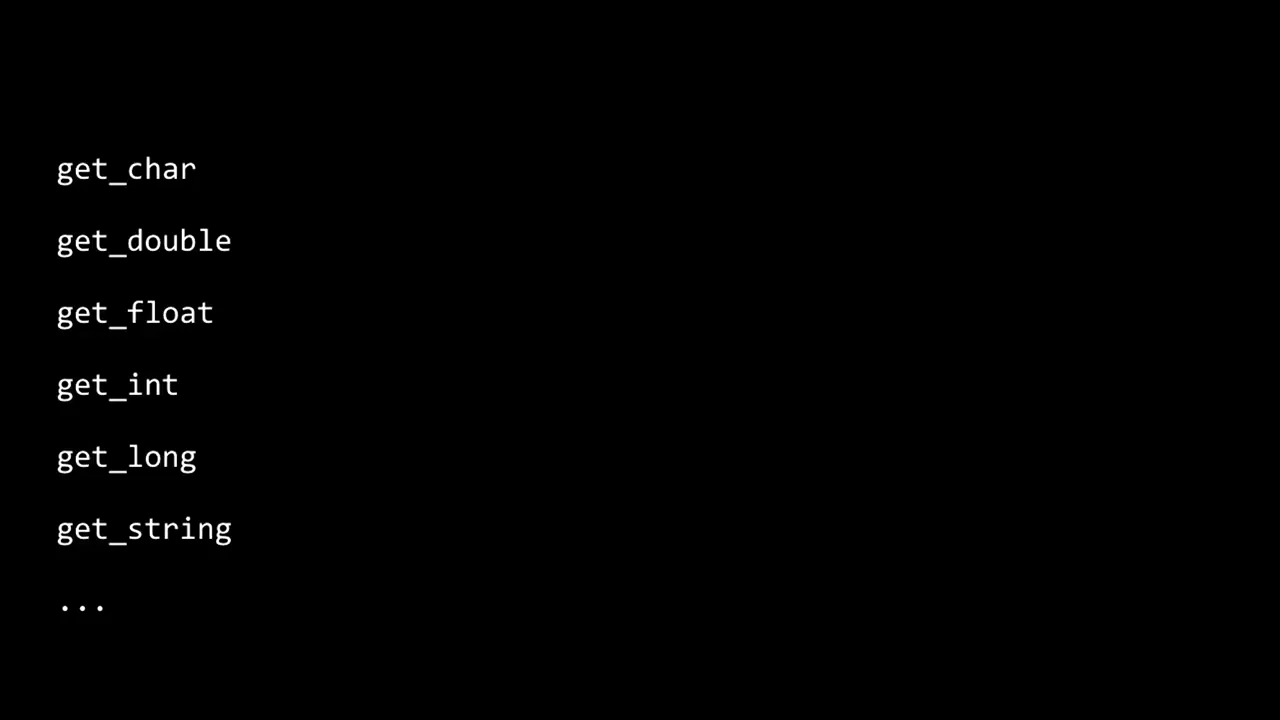 get_char
get_double
get_float
get_int
get_long
get_string
...